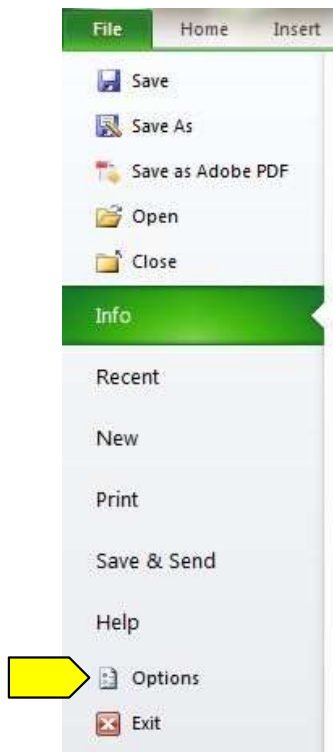 File Home Insert
Save
Save As
Save as Adobe PDF
Open
Close
Info
Recent
New
Print
Save & Send
Help
Options
Exit